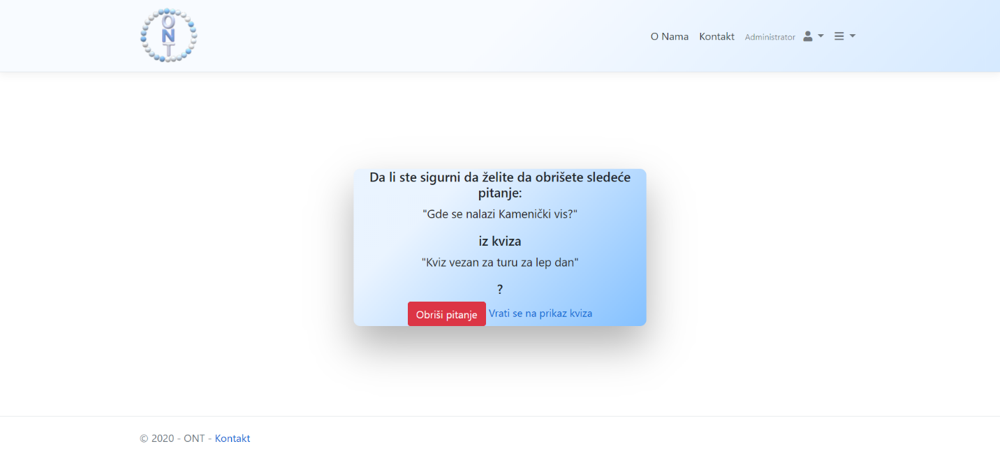 ONT
O Nama Kontakt Administrator
Da li ste sigurni da želite da obrišete sledeće
pitanje:
"Gde se nalazi Kamenički vis?"
iz kviza
"Kviz vezan za turu za lep dan"
?
Obriši pitanje Vrati se na prikaz kviza
© 2020 - ONT - Kontakt